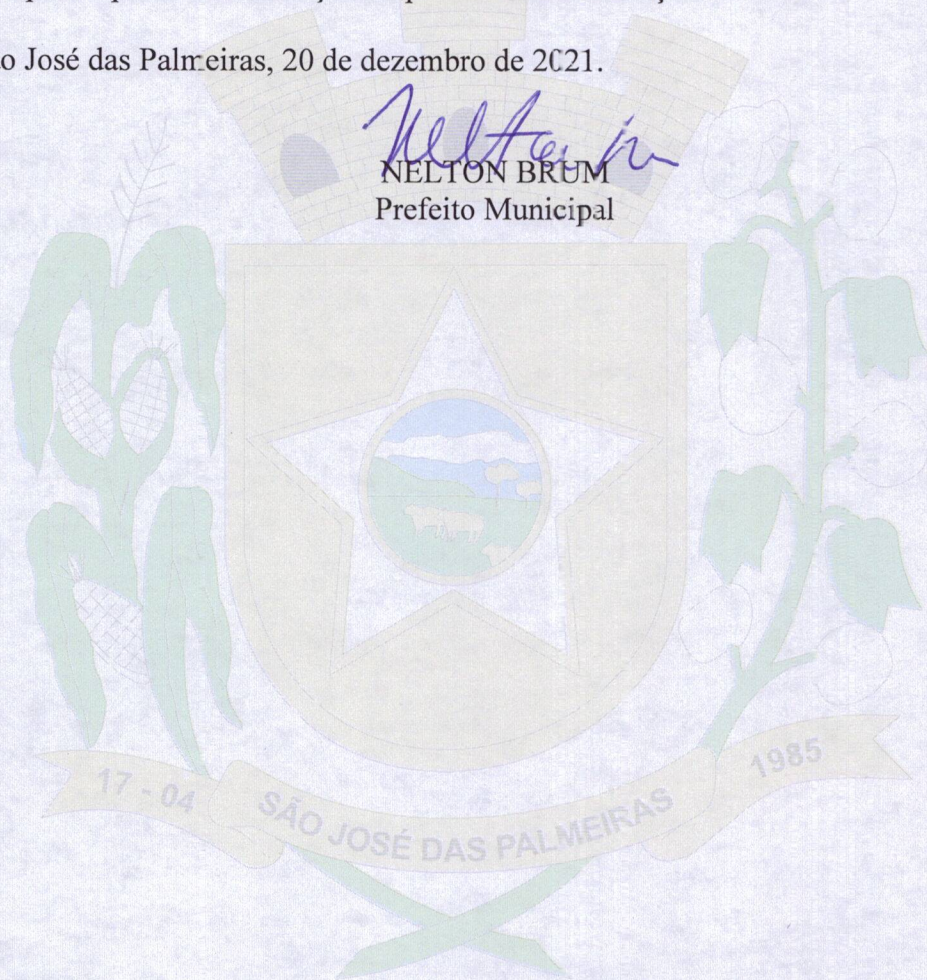 o José das Palmeiras, 20 de dezembro de 2021.
NELTON BRUM
Prefeito Municipal
17 - 04
SÃO JOSÉ DAS PALMEIRAS
1985